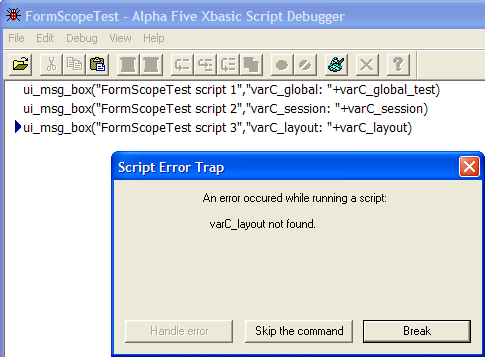 FormScopeTest - Alpha Five Xbasic Script Debugger
File Edit Debug View Help
ui_msg_box("FormScopeTest script 1","varC_global: "+varC_global_test)
ui_msg_box("FormScopeTest script 2","varC_session: "+varC_session)
ui_msg_box("FormScopeTest script 3","varC_layout: "+varC_layout)
Script Error Trap
An error occured while running a script:
varC_layout not found.
Handle error Skip the command Break